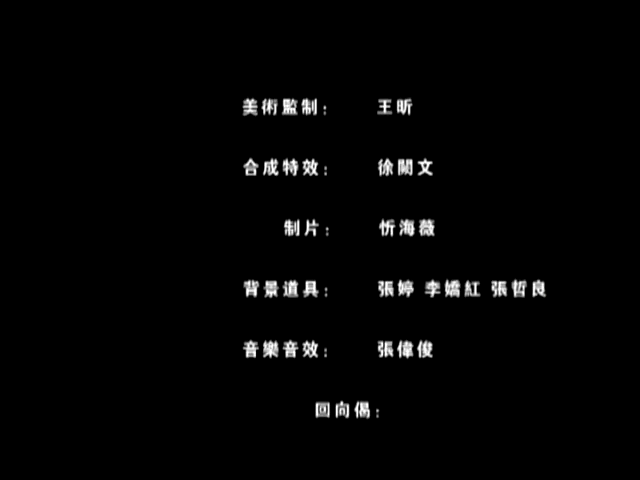 美術監制: 王昕
合成特效: 徐闕文
制片: 忻海薇
背景道具: 張婷 李嬌紅 張哲良
音樂音效: 張偉俊
回向偈: